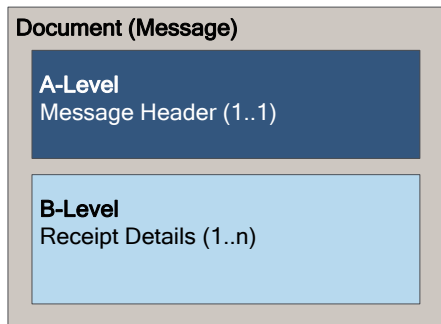 Document (Message)
A-Level
Message Header (1..1)
B-Level
Receipt Details (1..n)